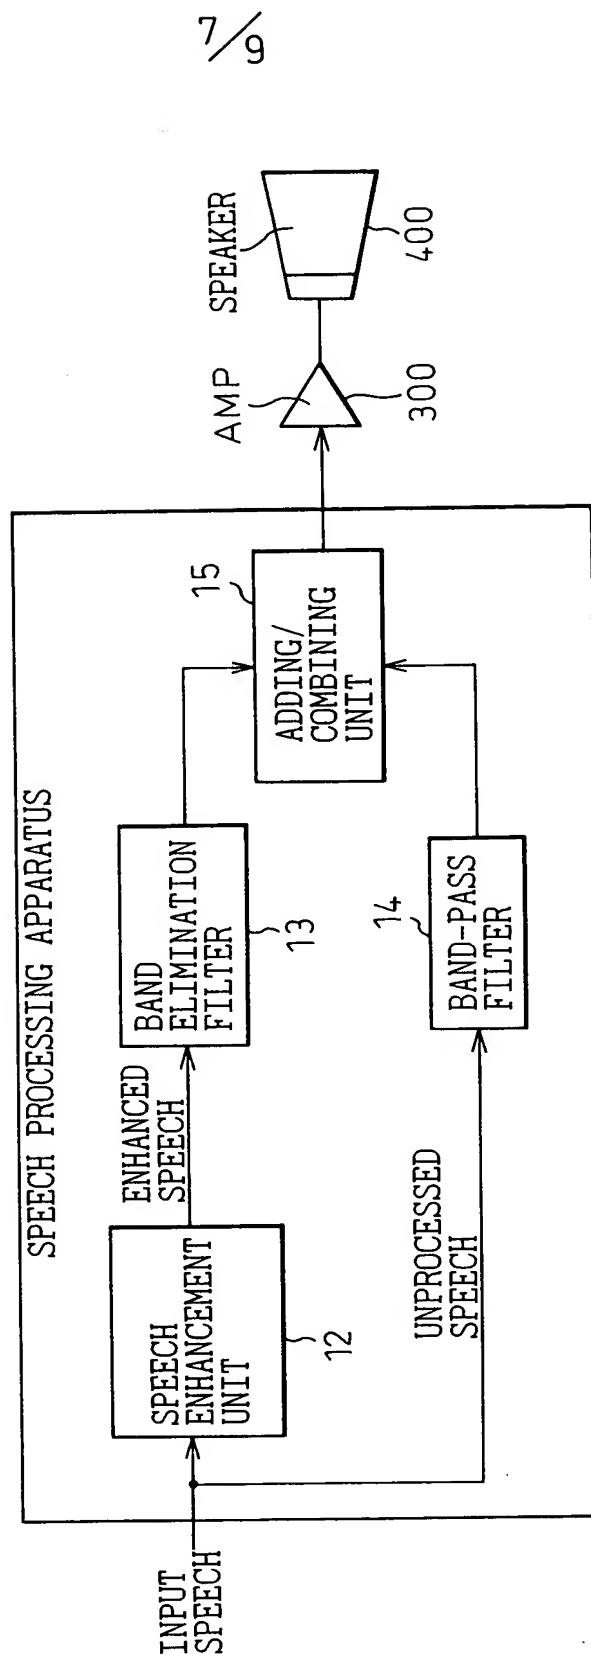 7/9
SPEECH PROCESSING APPARATUS
INPUT
SPEECH
SPEECH
ENHANCEMENT
UNIT
12
ENHANCED
SPEECH
BAND
ELIMINATION
FILTER
13
UNPROCESSED
SPEECH
14
BAND-PASS
FILTER
15
ADDING/
COMBINING
UNIT
AMP
300
SPEAKER
400